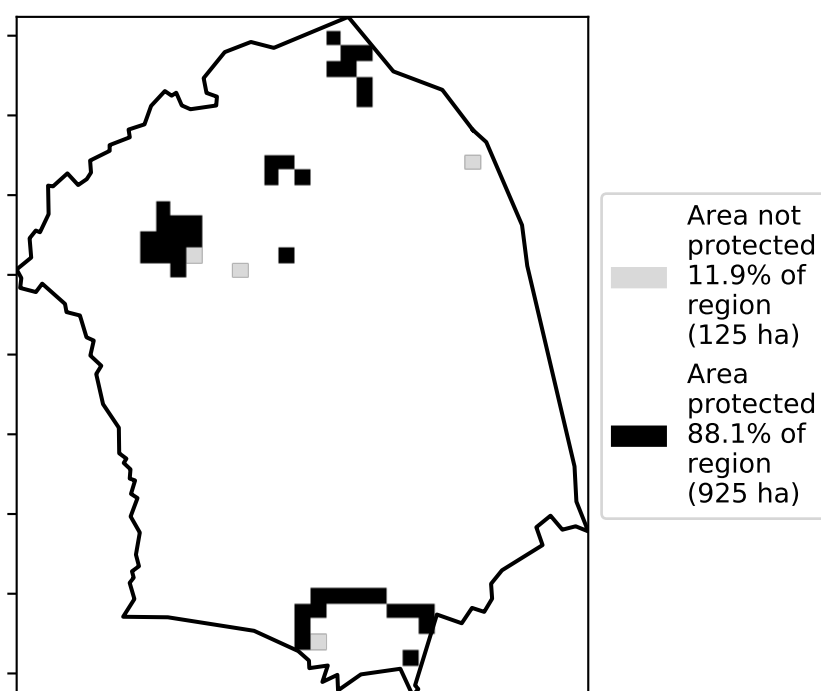 Area not
protected
11.9% of
region
(125 ha)
Area
protected
88.1% of
region
(925 ha)